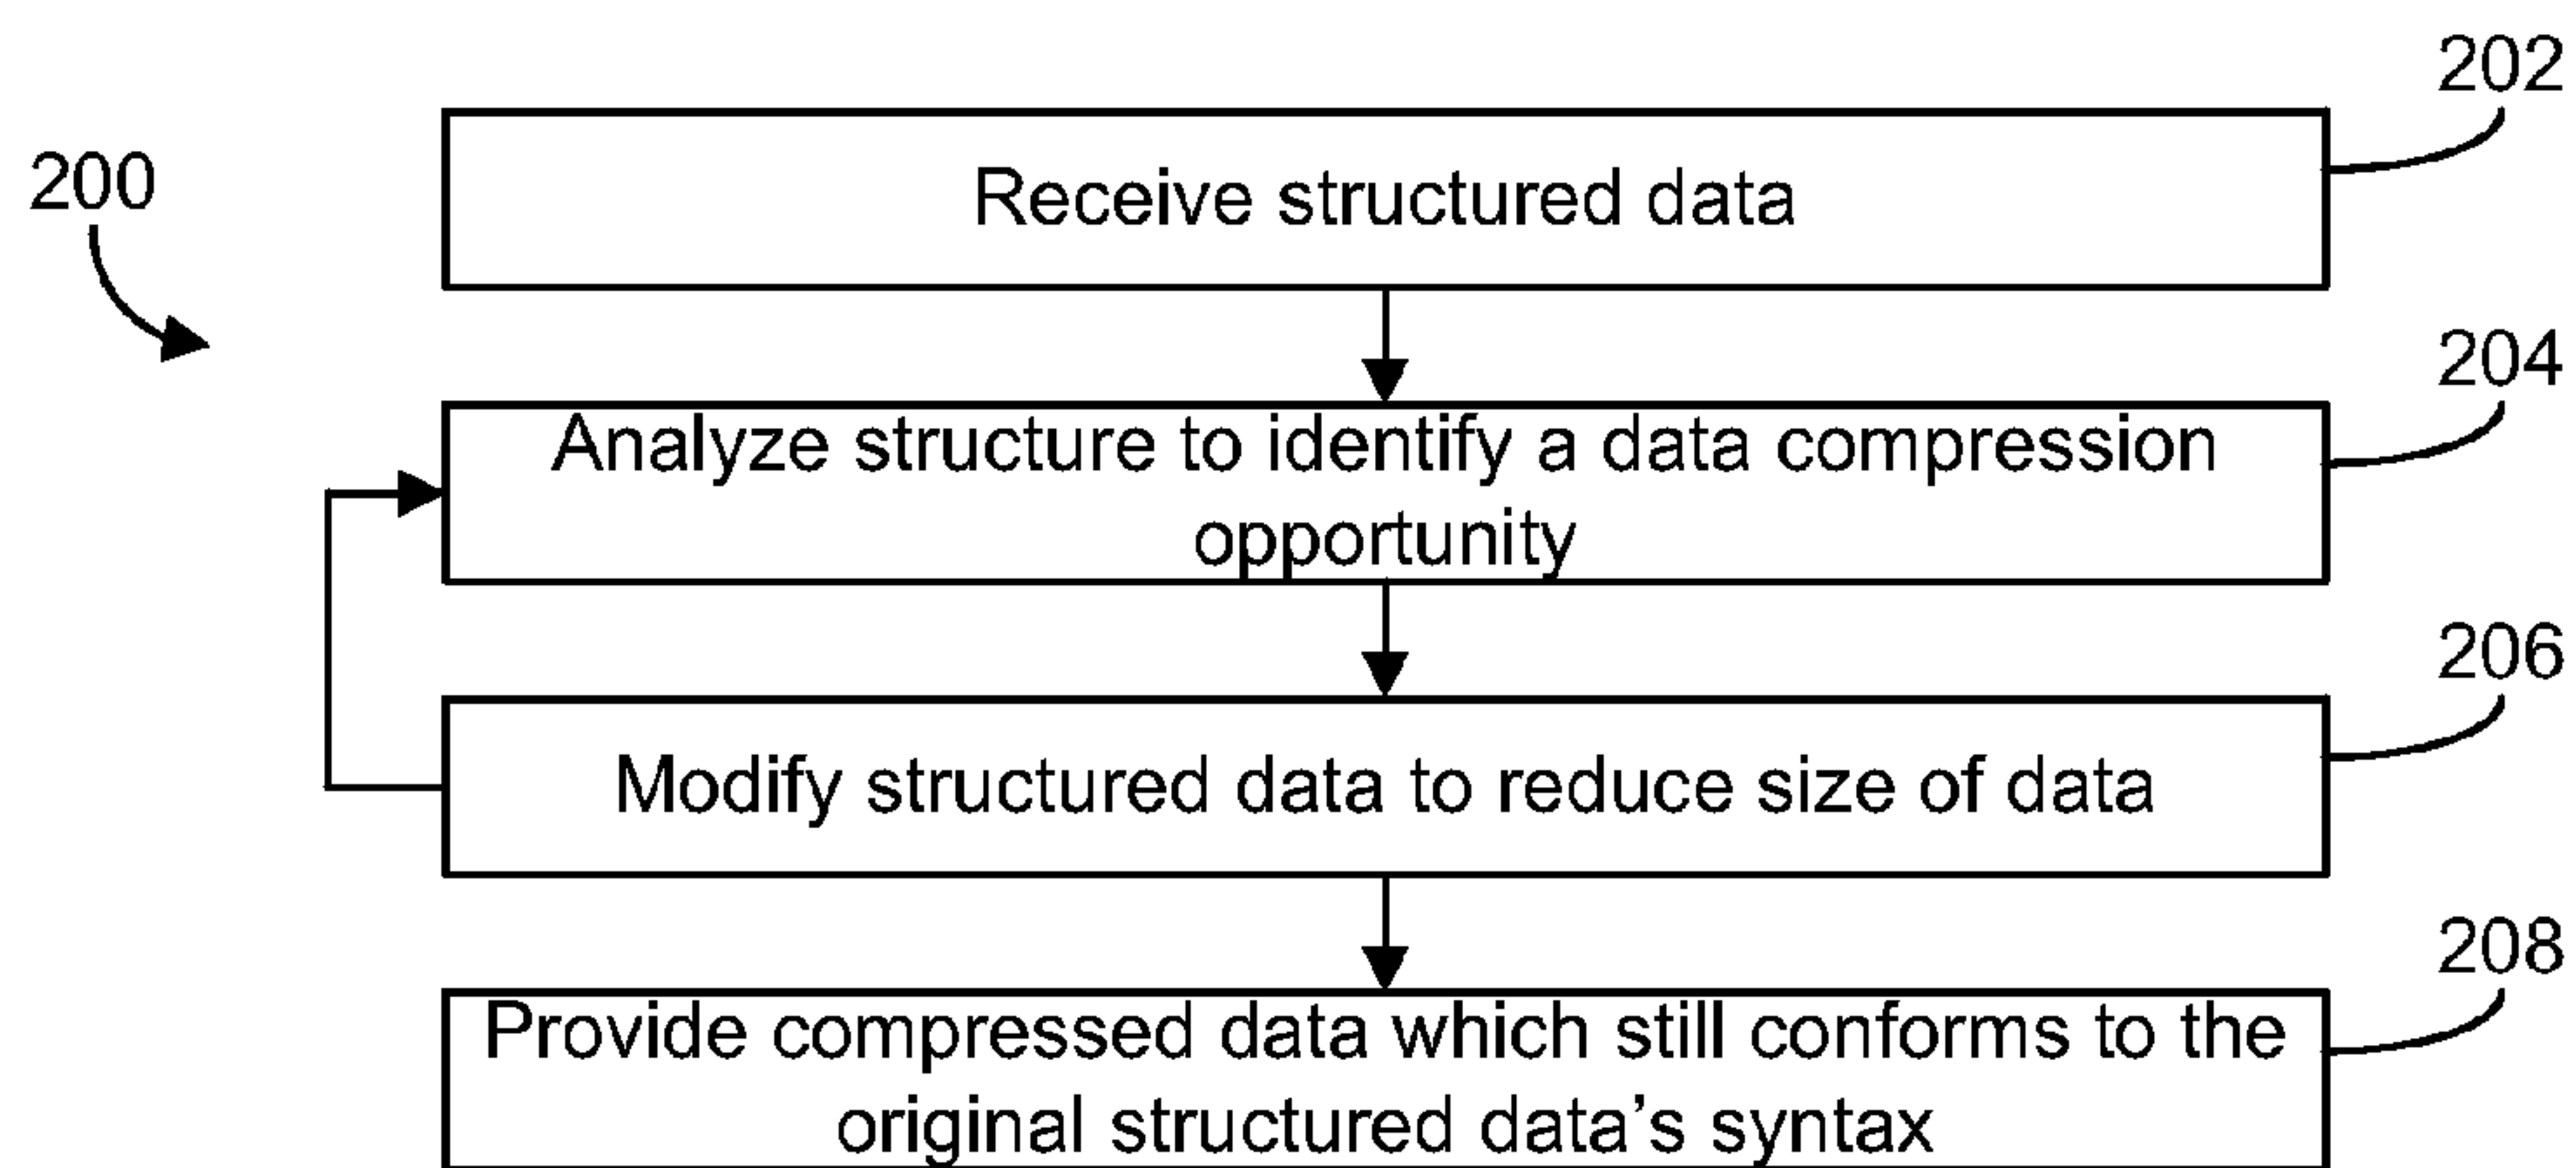 202
200
Receive structured data
204
Analyze structure to identify a data compression
opportunity
206
Modify structured data to reduce size of data
208
Provide compressed data which still conforms to the
original structured data’s syntax